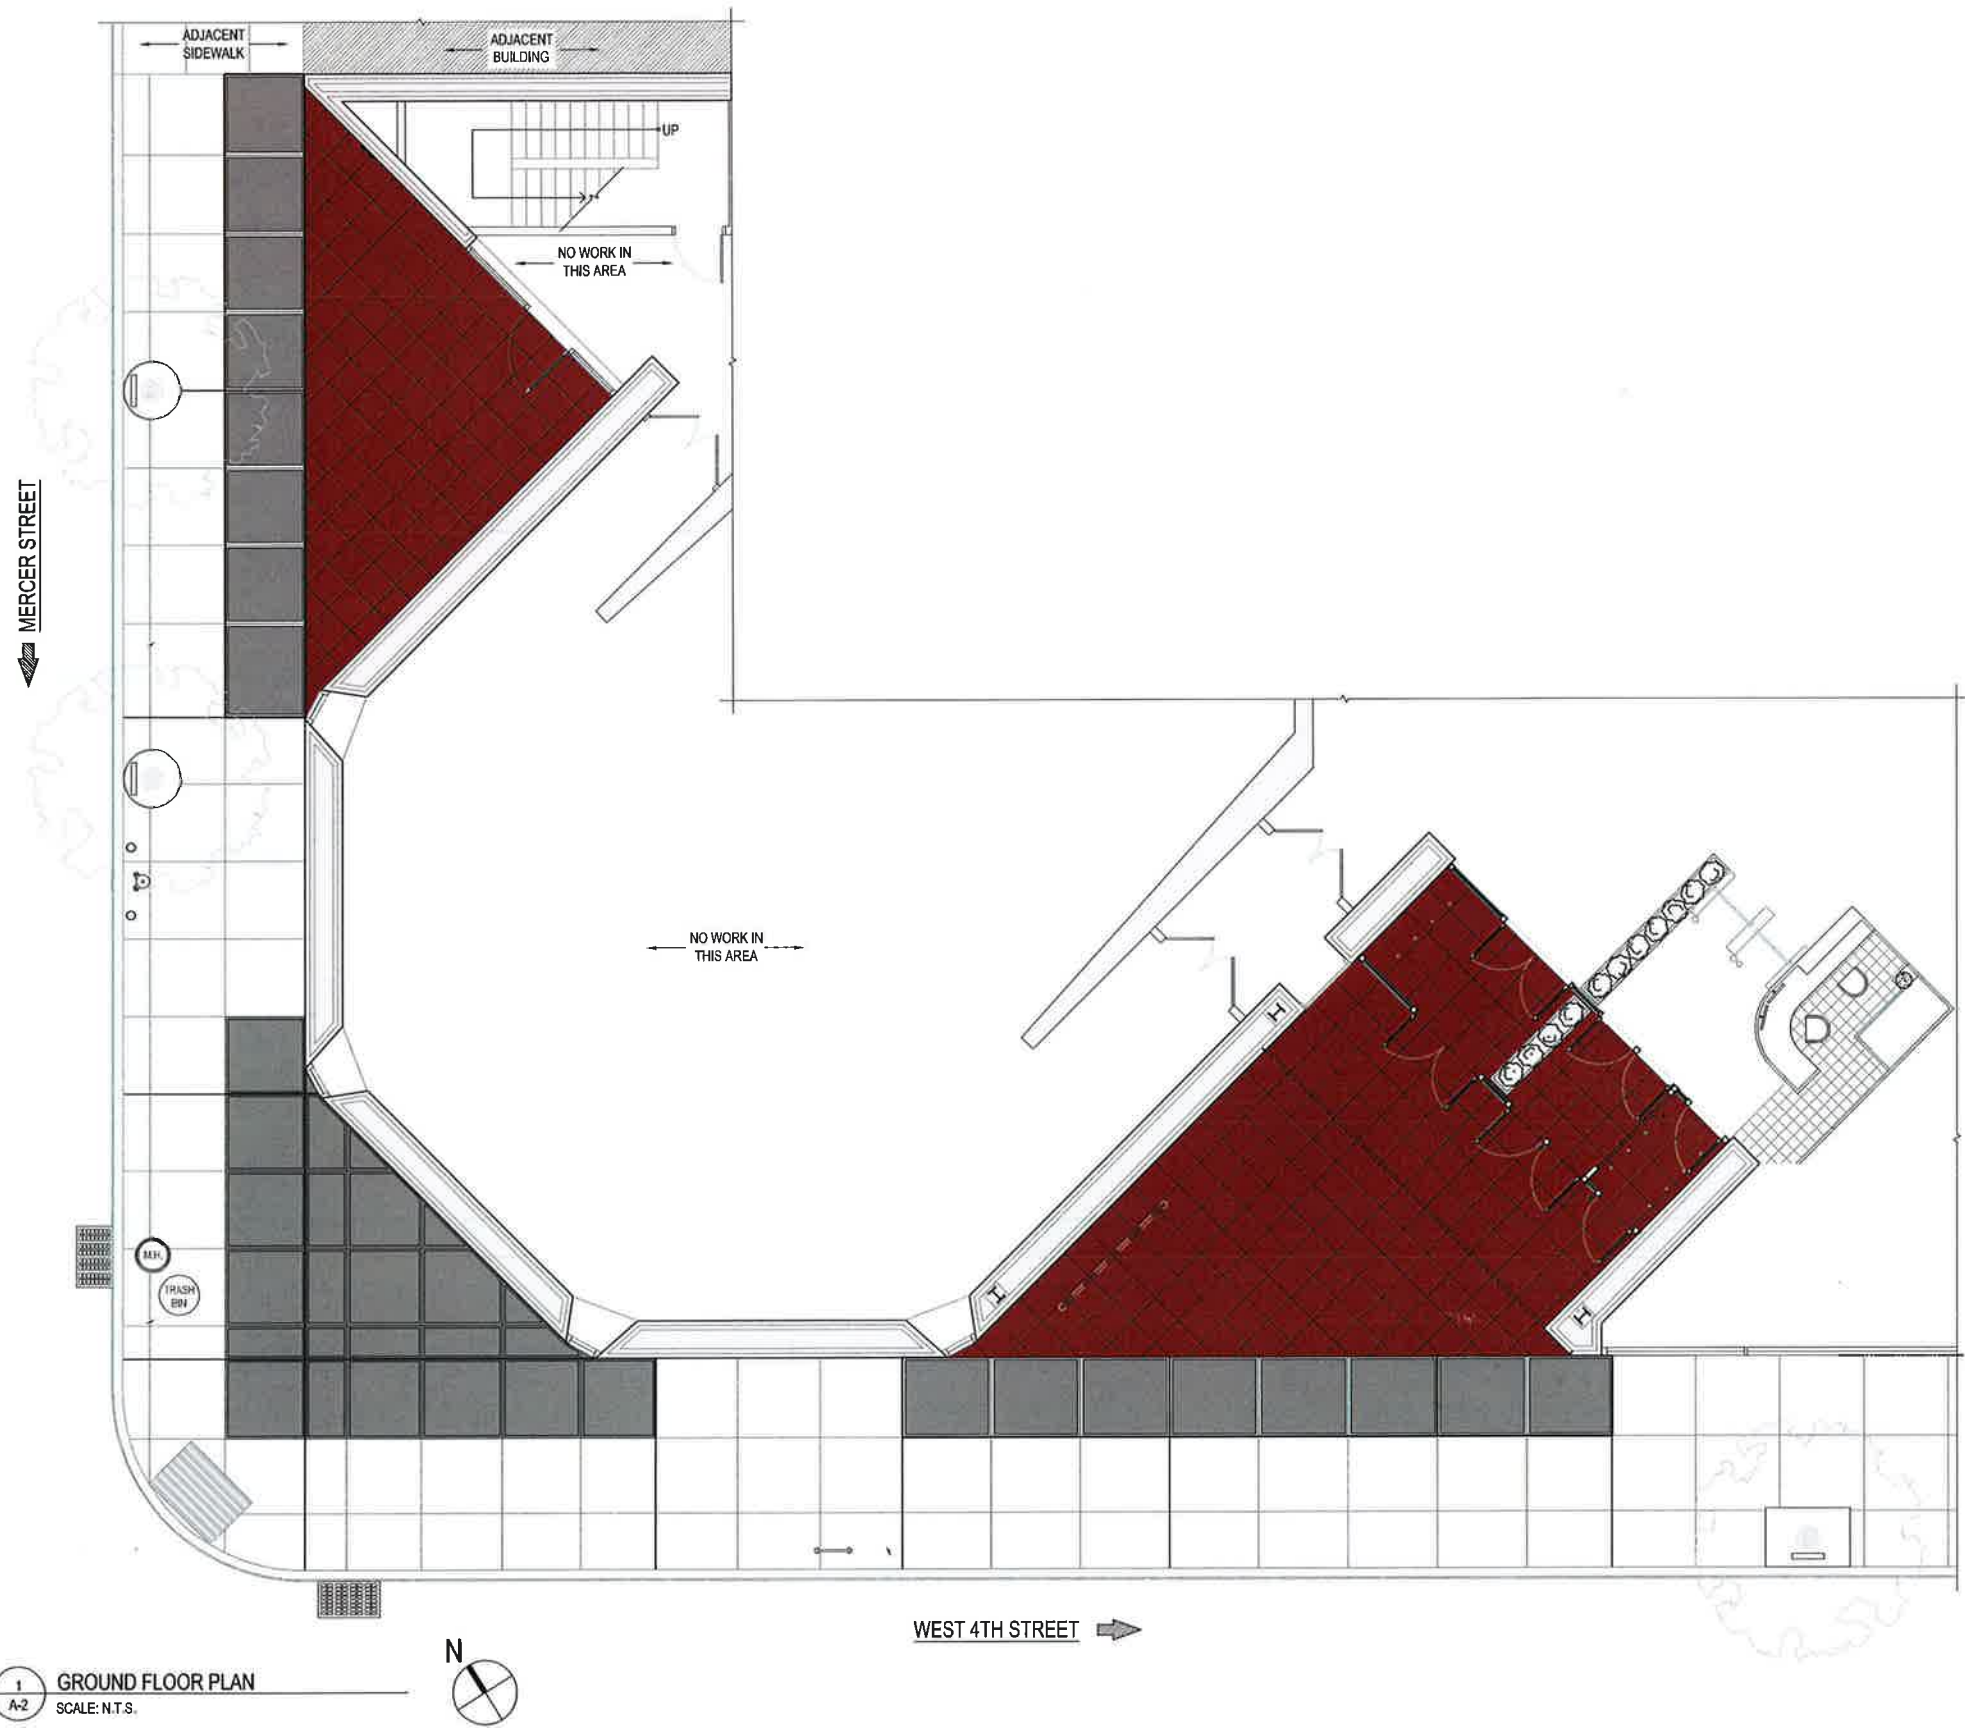 ADJACENT
SIDEWALK
ADJACENT
BUILDING
UP
NO WORK IN
THIS AREA
MERCER STREET
NO WORK IN
THIS AREA
H
H
H
M.H.
TRASH
BIN
WEST 4TH STREET
N
1
A-2
GROUND FLOOR PLAN
SCALE: N.T.S.